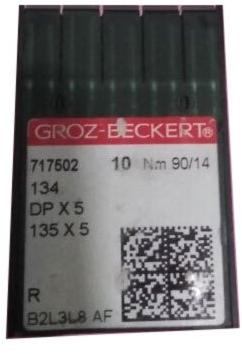 GROZ-BECKERT®
717502 10 Nm 90/14
134
DP X 5
135 X 5
R
B2L3L8 AF